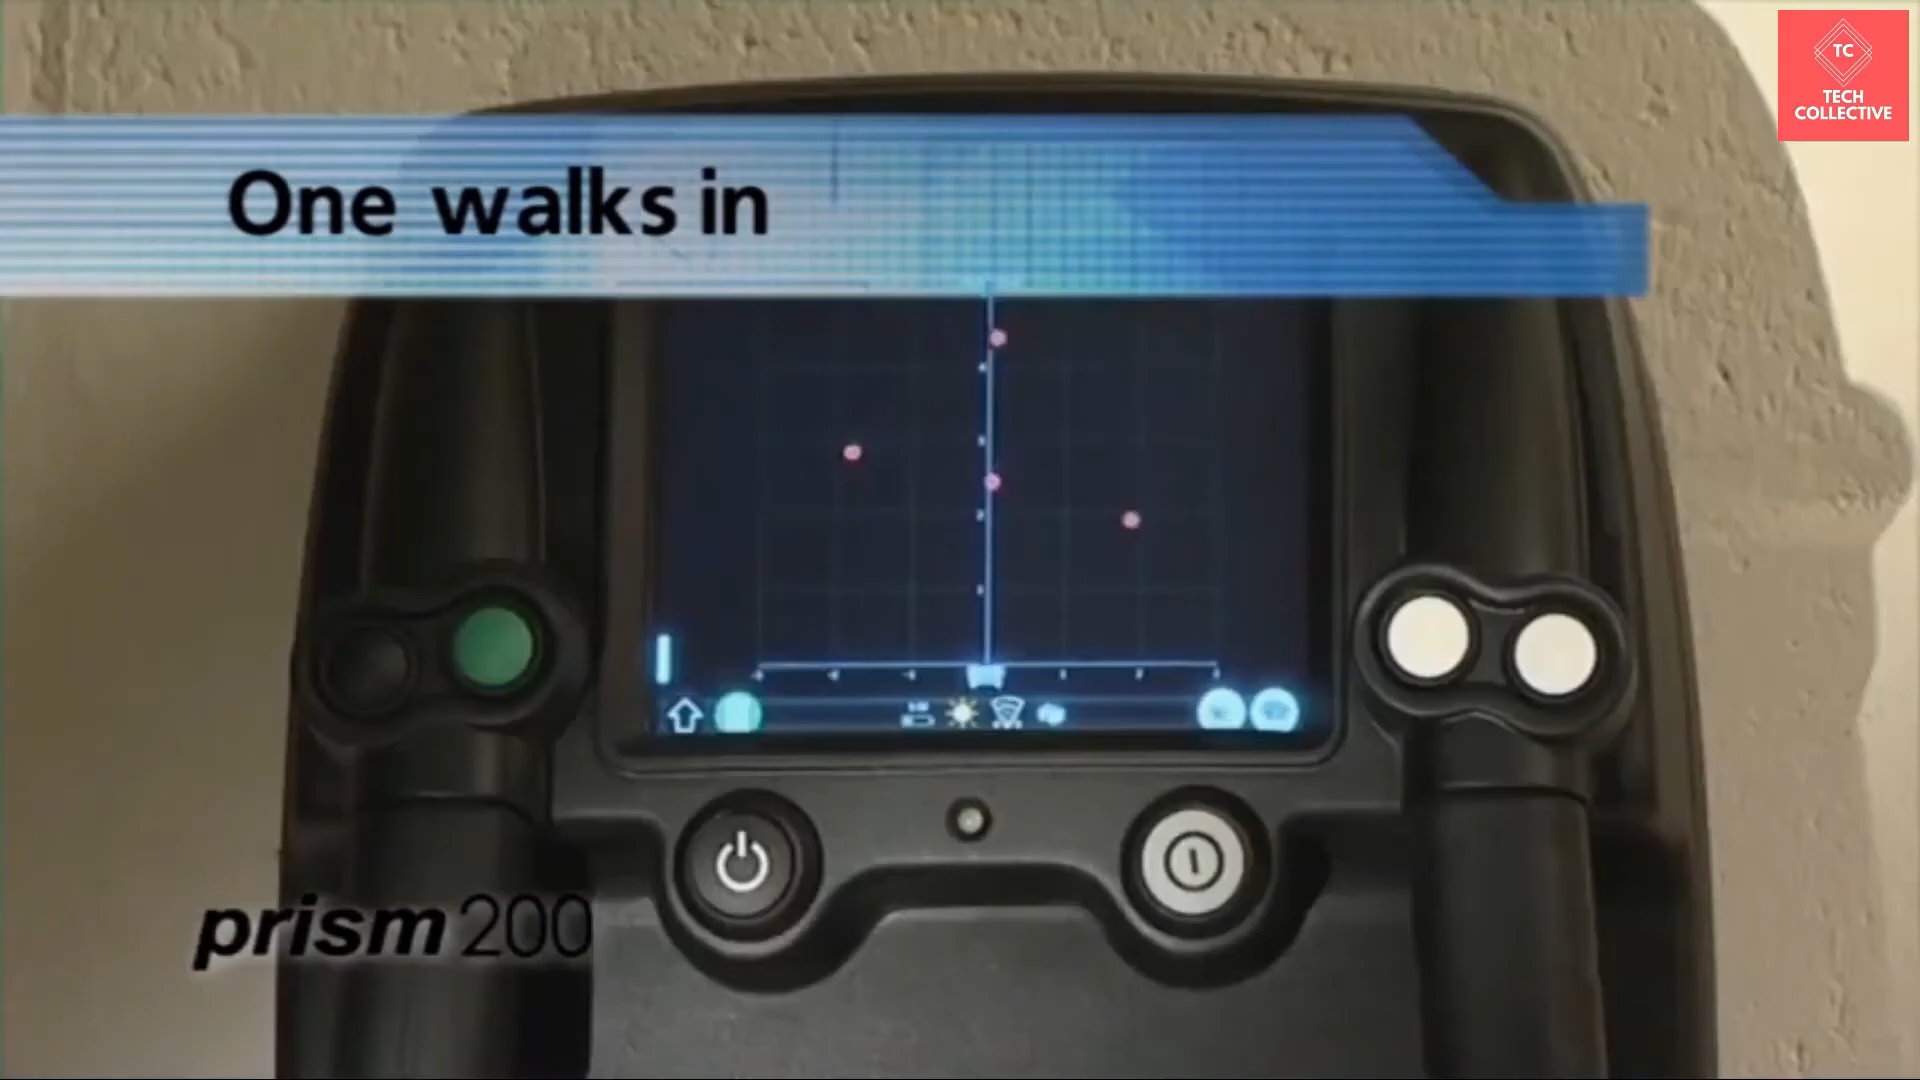 TC
TECH
COLLECTIVE
One walks in
prism 200